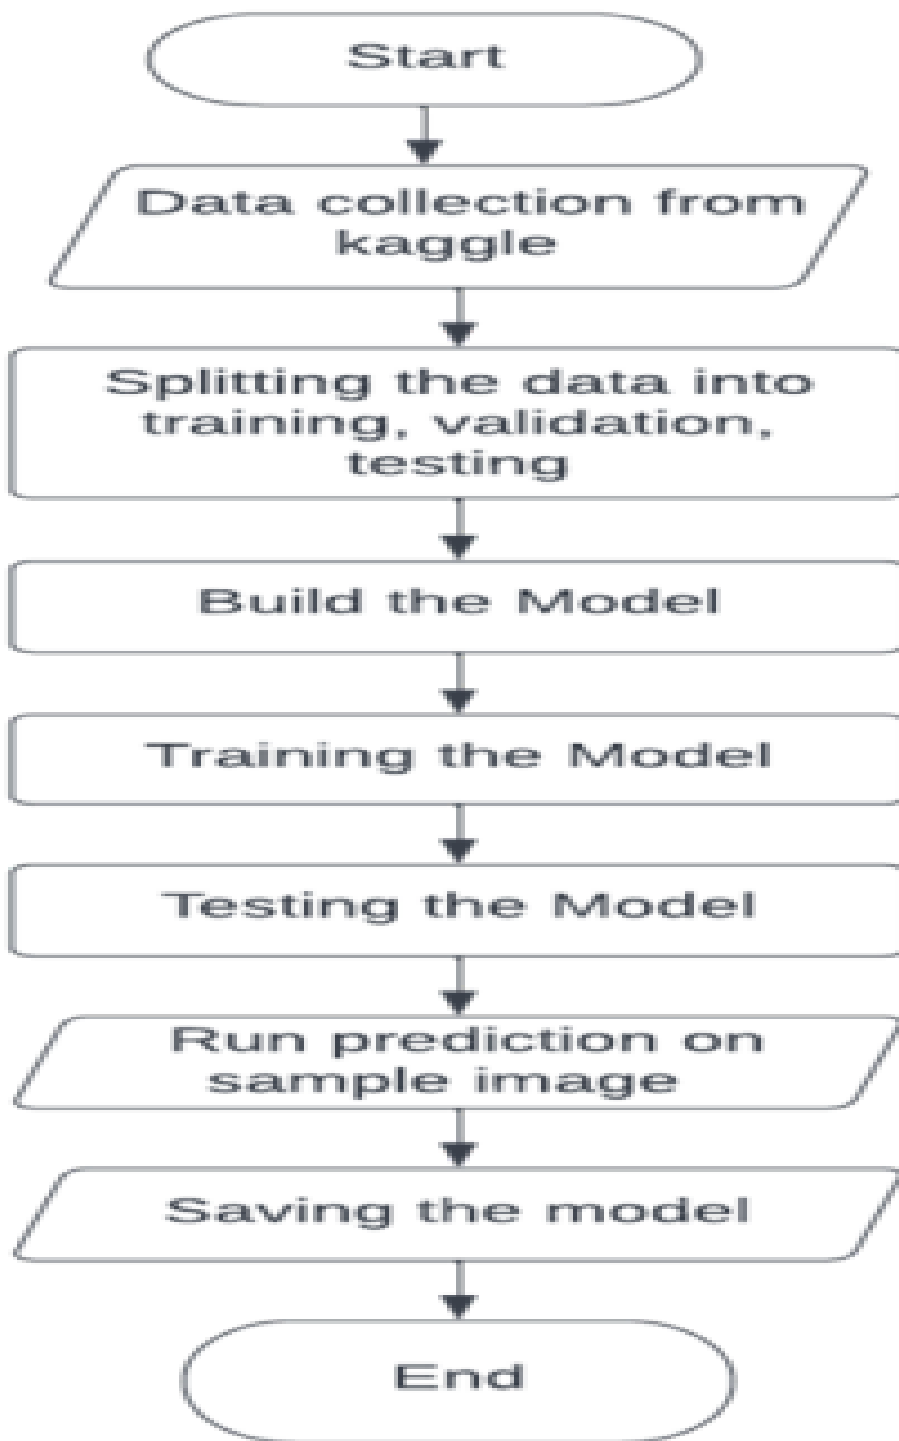 Start
Data collection from
kaggle
Splitting the data into
training, validation,
testing
Build the Model
Training the Model
Testing the Model
Run prediction on
sample image
Saving the model
End